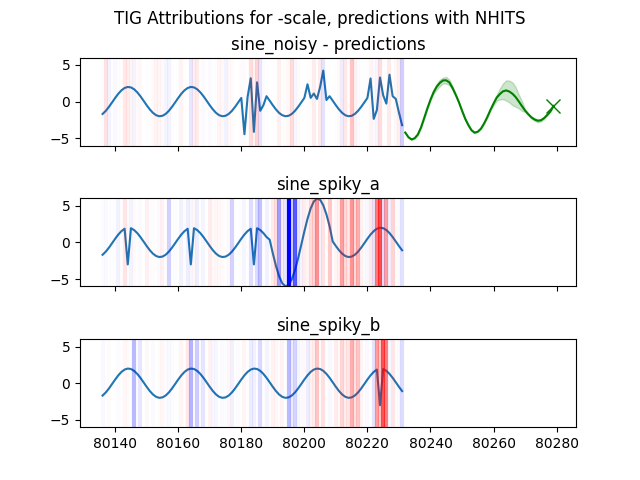 TIG Attributions for -scale, predictions with NHITS
sine_noisy - predictions
5
0
−5
sine_spiky_a
5
0
−5
sine_spiky_b
5
0
−5
80140 80160 80180 80200 80220 80240 80260 80280